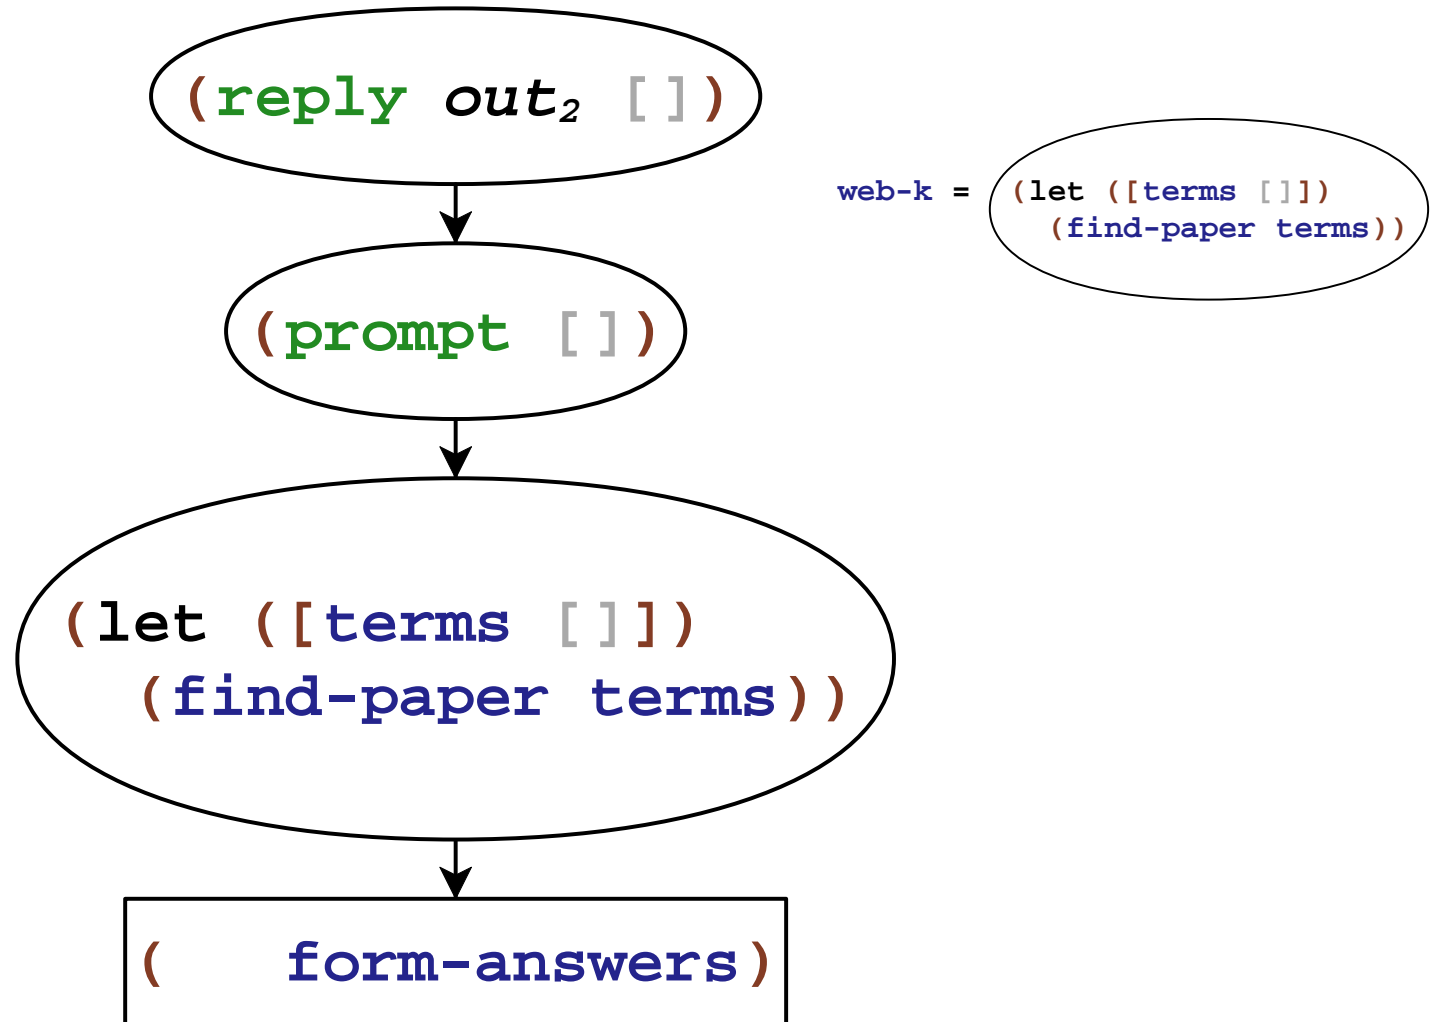 (reply out₂ [])
(prompt [])
(let ([terms []])
(find-paper terms))
( form-answers)
web-k = (let ([terms []])
(find-paper terms))